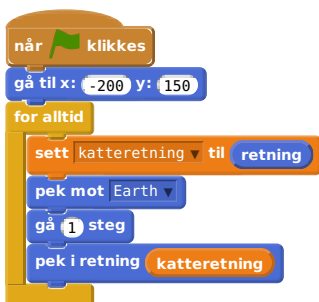 når klikkes
gå til x: -200 y: 150
for alltid
sett katteretning til retning
pek mot Earth
gå 1 steg
pek i retning katteretning